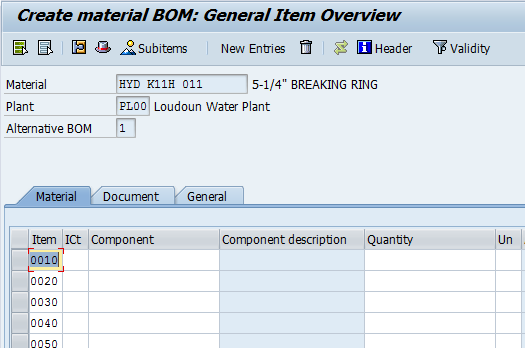 Create material BOM: General Item Overview
Subitems New Entries Header Validity
Material HYD K11H 011 5-1/4" BREAKING RING
Plant PL00 Loudoun Water Plant
Alternative BOM 1
Material Document General
Item ICt Component Component description Quantity Un
0010
0020
0030
0040
0050